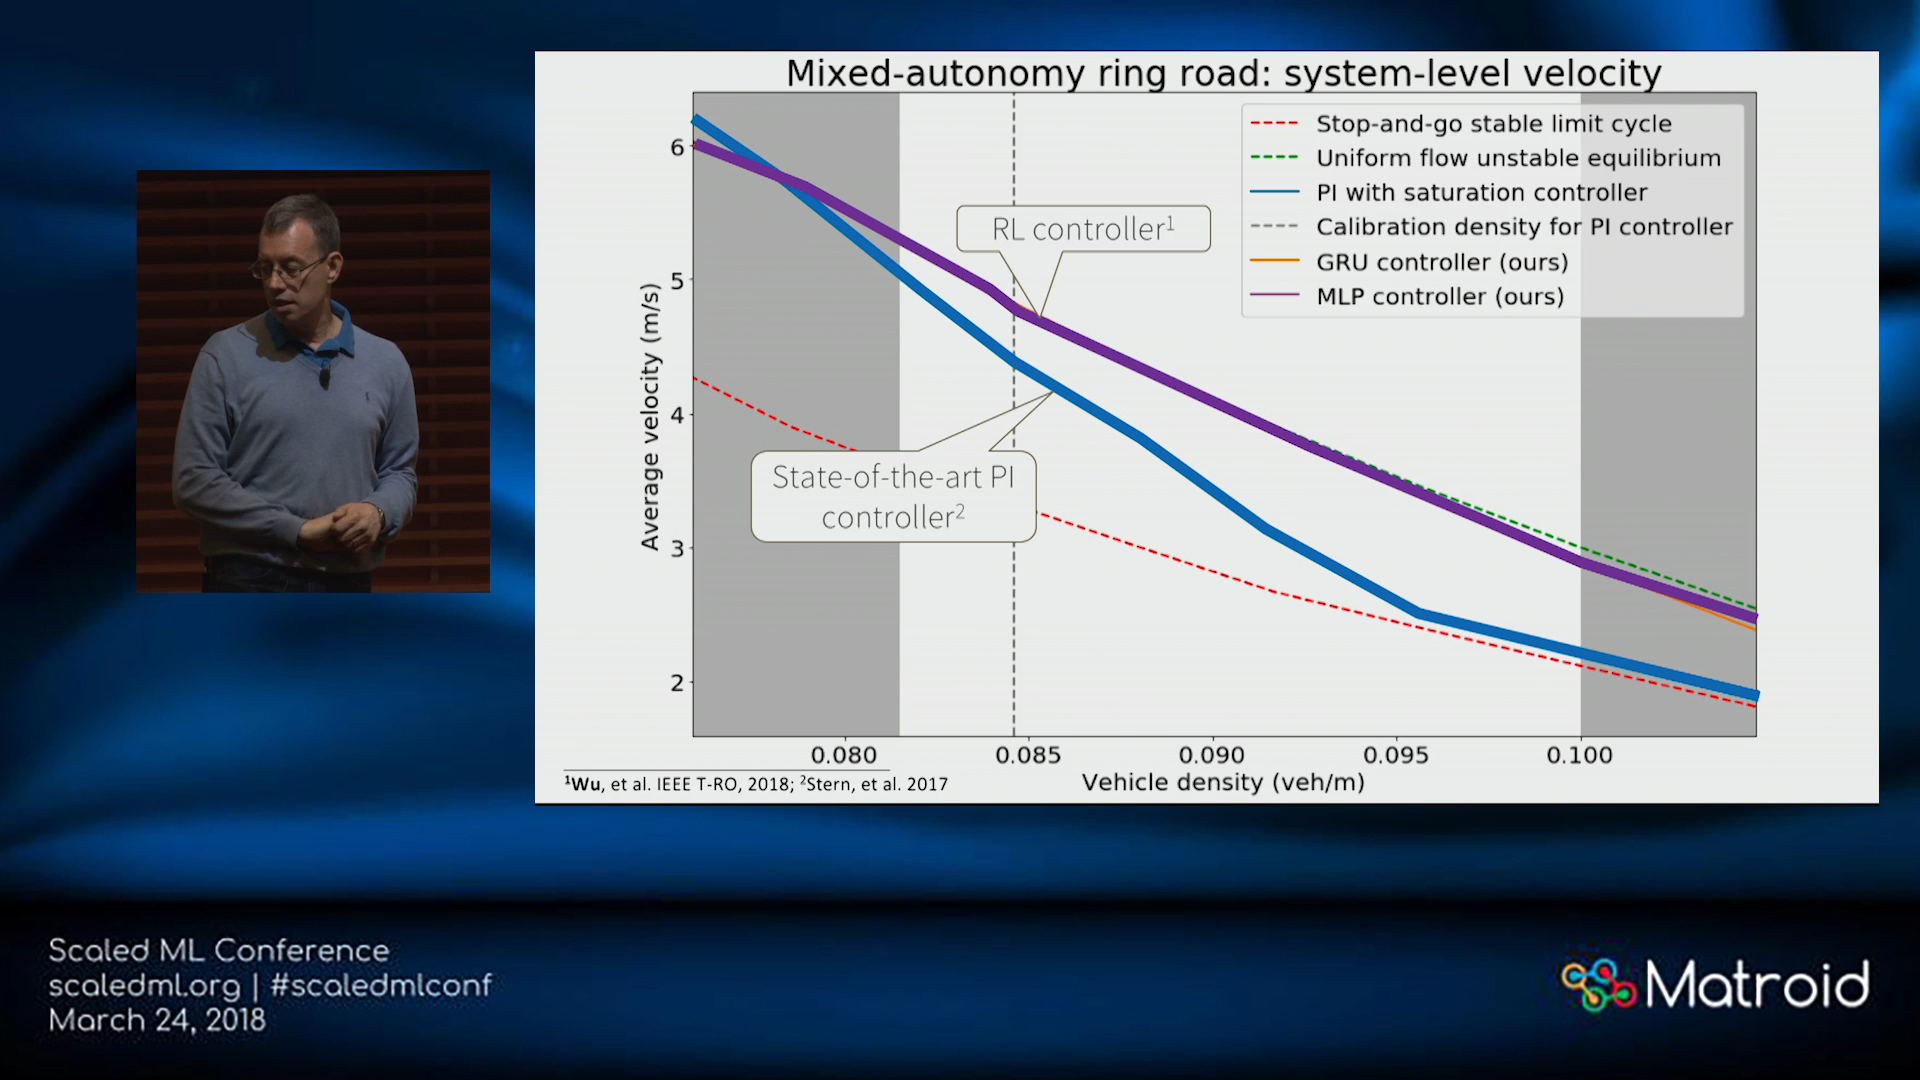 Mixed-autonomy ring road: system-level velocity
Stop-and-go stable limit cycle
Uniform flow unstable equilibrium
PI with saturation controller
Calibration density for PI controller
GRU controller (ours)
MLP controller (ours)
RL controller¹
State-of-the-art PI
controller²
Average velocity (m/s)
6
5
4
3
2
0.080 0.085 0.090 0.095 0.100
Vehicle density (veh/m)
¹Wu, et al. IEEE T-RO, 2018; ²Stern, et al. 2017
Scaled ML Conference
scaledml.org | #scaledmlconf
March 24, 2018
Matroid